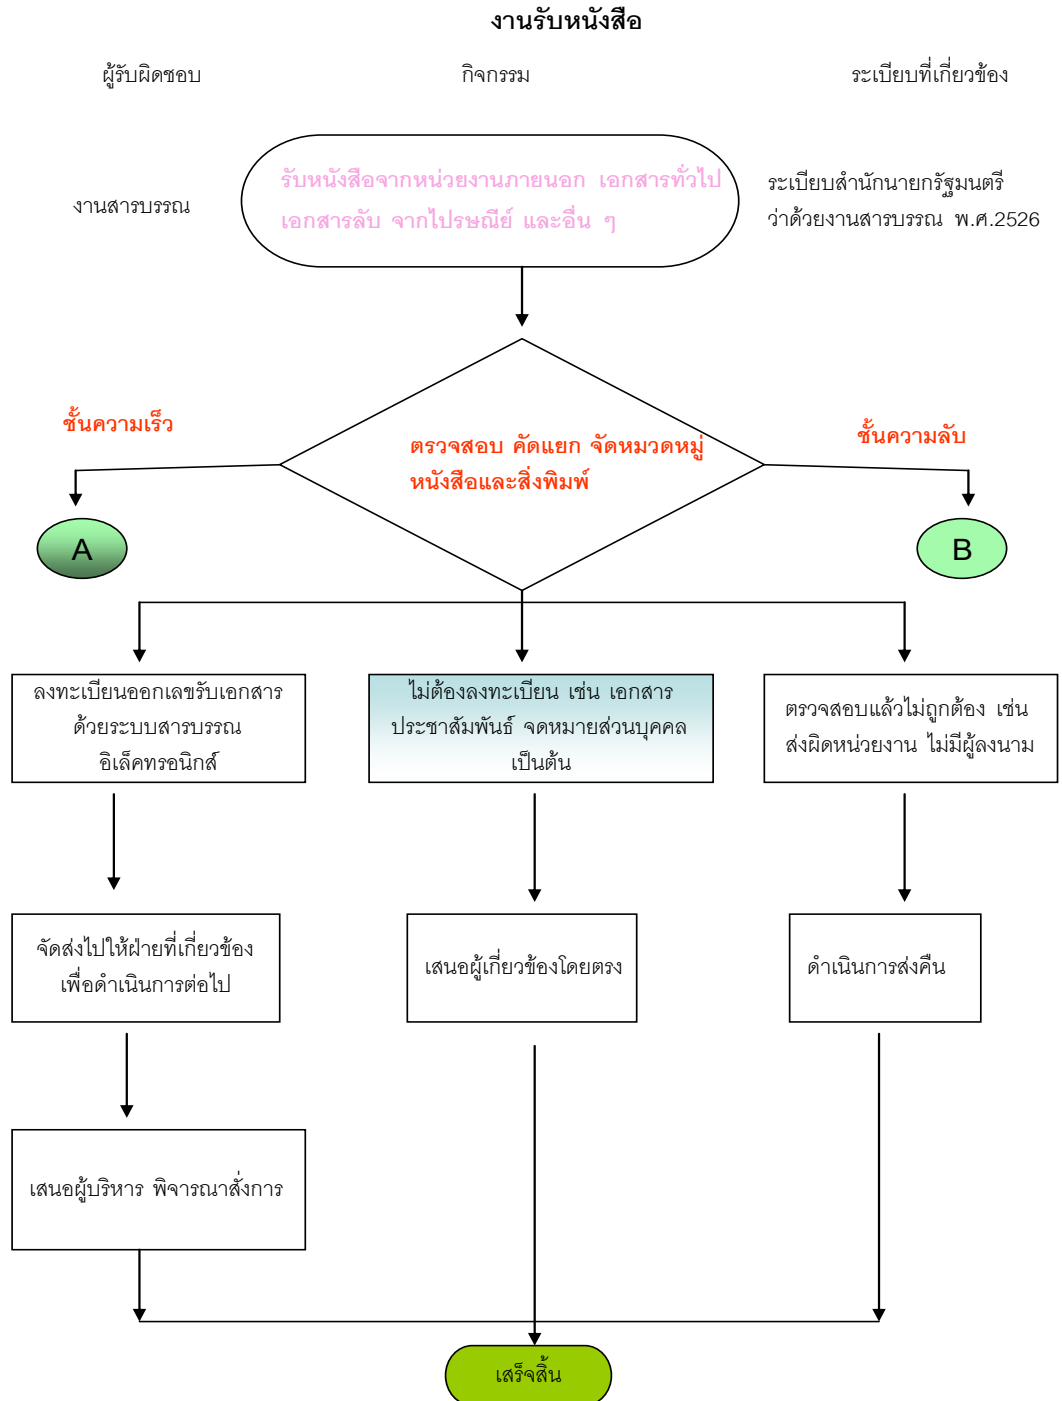 งานรับหนังสือ
ผู้รับผิดชอบ กิจกรรม ระเบียบที่เกี่ยวข้อง
งานสารบรรณ
รับหนังสือจากหน่วยงานภายนอก เอกสารทั่วไป
เอกสารลับ จากไปรษณีย์ และอื่น ๆ
ระเบียบสำนักนายกรัฐมนตรี
ว่าด้วยงานสารบรรณ พ.ศ.2526
ชั้นความเร็ว
ตรวจสอบ คัดแยก จัดหมวดหมู่
หนังสือและสิ่งพิมพ์
ชั้นความลับ
A
B
ลงทะเบียนออกเลขรับเอกสาร
ด้วยระบบสารบรรณ
อิเล็คทรอนิกส์
ไม่ต้องลงทะเบียน เช่น เอกสาร
ประชาสัมพันธ์ จดหมายส่วนบุคคล
เป็นต้น
ตรวจสอบแล้วไม่ถูกต้อง เช่น
ส่งผิดหน่วยงาน ไม่มีผู้ลงนาม
จัดส่งไปให้ฝ่ายที่เกี่ยวข้อง
เพื่อดำเนินการต่อไป
เสนอผู้เกี่ยวข้องโดยตรง
ดำเนินการส่งคืน
เสนอผู้บริหาร พิจารณาสั่งการ
เสร็จสิ้น